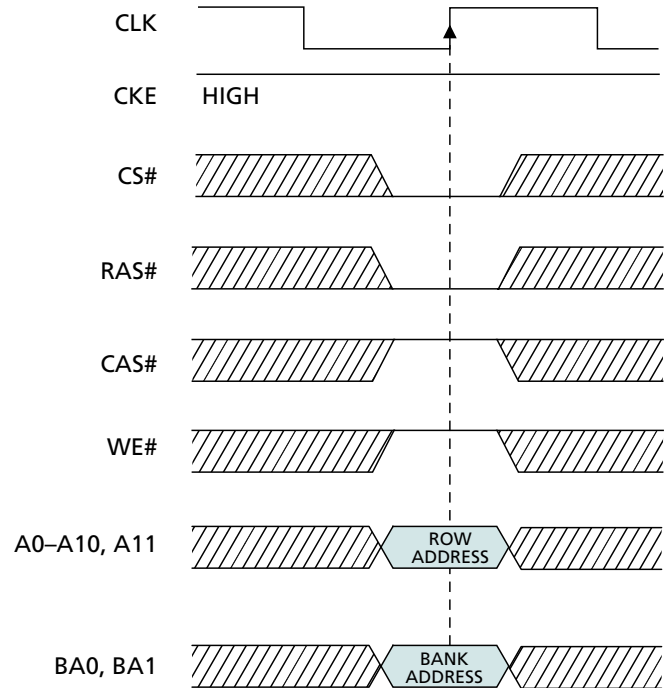 CLK
CKE HIGH
CS#
RAS#
CAS#
WE#
A0–A10, A11 ROW
ADDRESS
BA0, BA1 BANK
ADDRESS